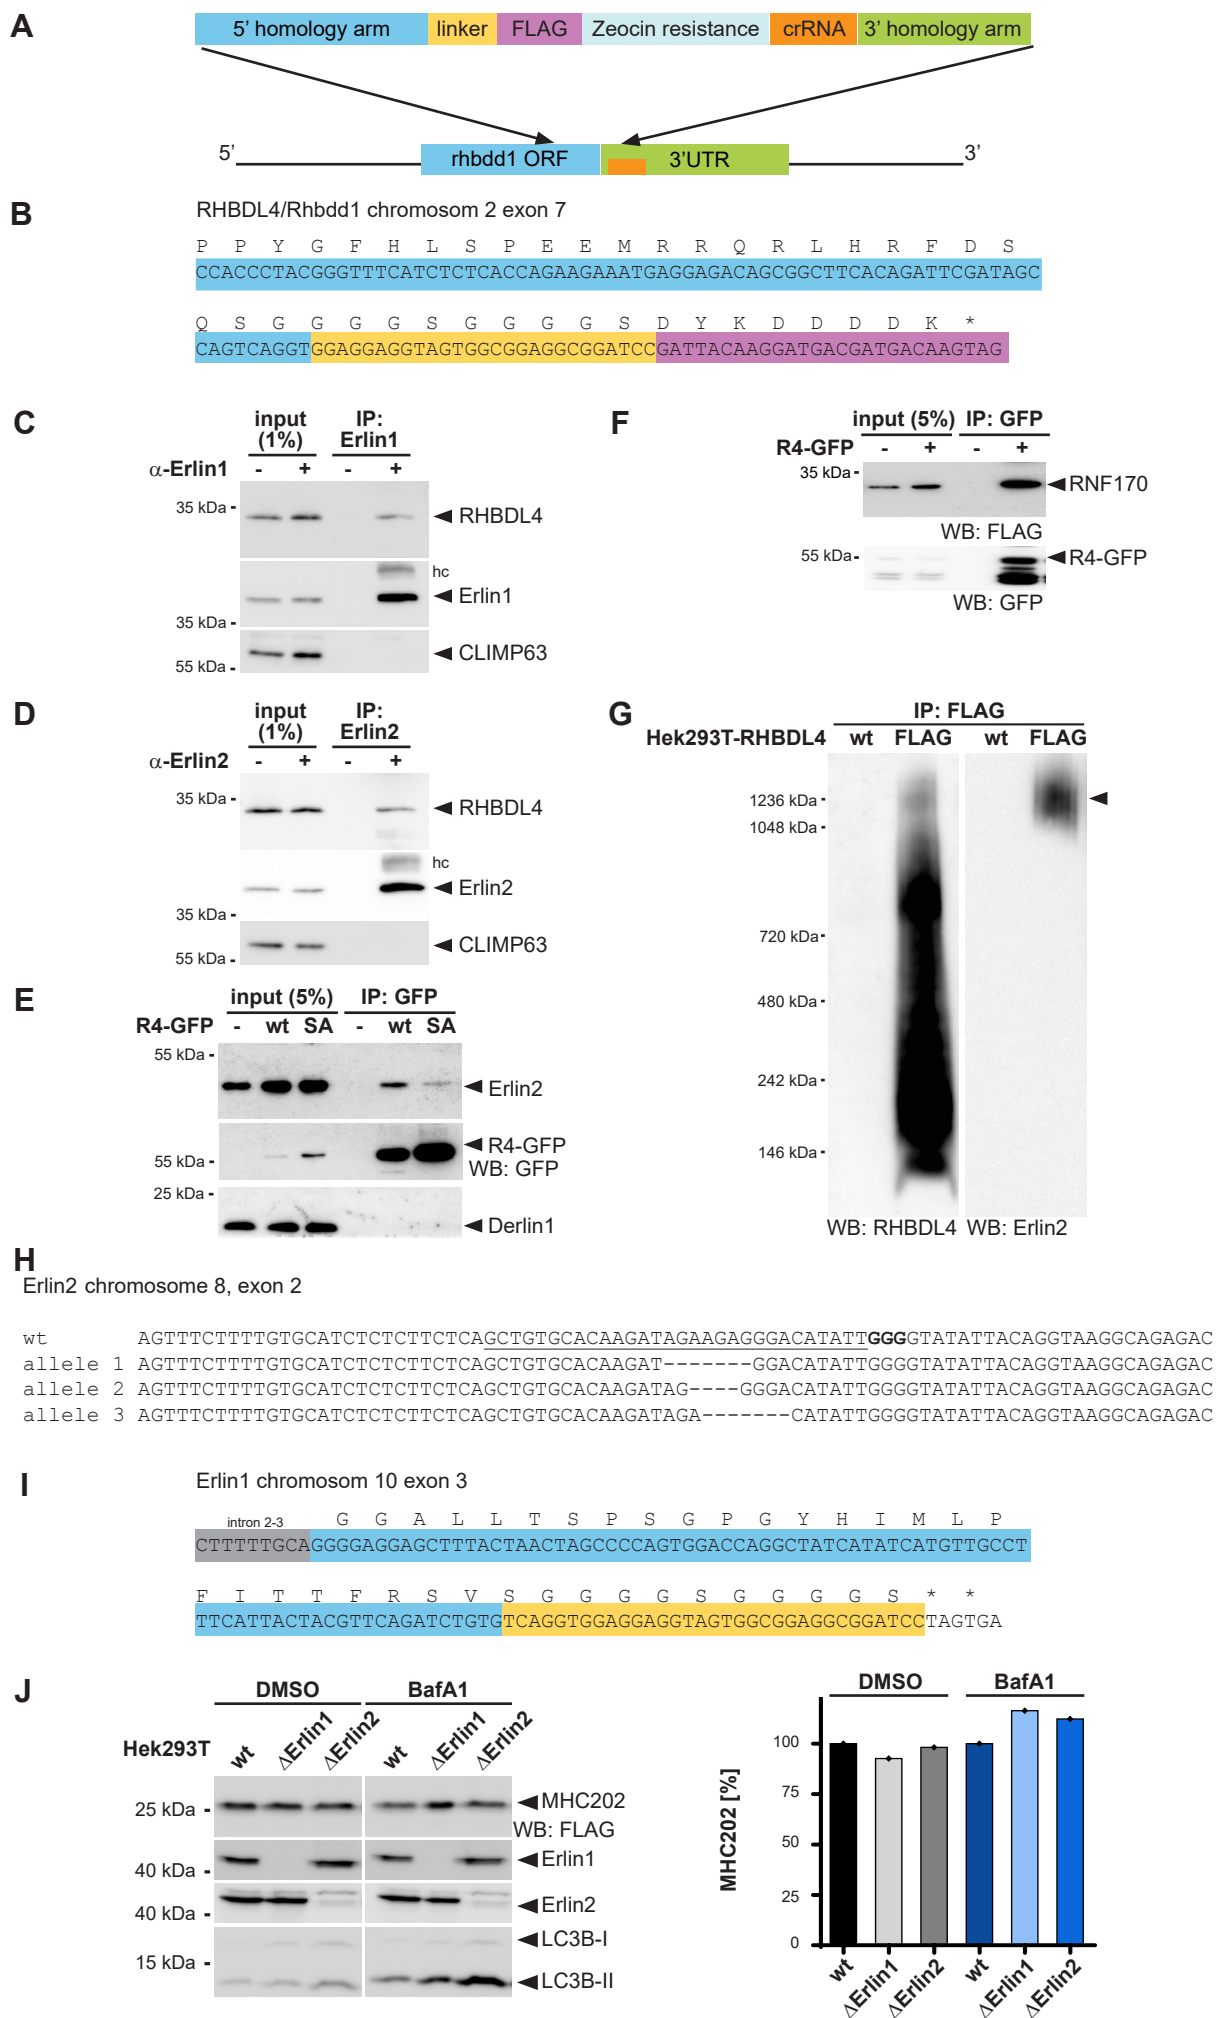 A
5' homology arm linker FLAG Zeocin resistance crRNA 3' homology arm
5' rhbdd1 ORF 3'UTR 3'
B
RHBDL4/Rhbdd1 chromosom 2 exon 7
P P Y G F H L S P E E M R R Q R L H R F D S
CCACCCTACGGGTTTCATCTCTCACCAGAAGAAATGAGGAGACAGCGGCTTCACAGATTCGATAGC
Q S G G G G S G G G G S D Y K D D D D K *
CAGTCAGGTGGAGGAGGTAGTGGCGGAGGCGGATCCGATTACAAGGATGACGATGACAAGTAG
C
input (1%) IP: Erlin1
α-Erlin1 - + - +
35 kDa - RHBDL4
hc
Erlin1
35 kDa -
CLIMP63
55 kDa -
D
input (1%) IP: Erlin2
α-Erlin2 - + - +
35 kDa - RHBDL4
hc
Erlin2
35 kDa -
CLIMP63
55 kDa -
E
input (5%) IP: GFP
R4-GFP - wt SA - wt SA
55 kDa -
Erlin2
R4-GFP
55 kDa - WB: GFP
25 kDa -
Derlin1
F
input (5%) IP: GFP
R4-GFP - + - +
35 kDa - RNF170
WB: FLAG
55 kDa - R4-GFP
WB: GFP
G
IP: FLAG
Hek293T-RHBDL4 wt FLAG wt FLAG
1236 kDa -
1048 kDa -
720 kDa -
480 kDa -
242 kDa -
146 kDa -
WB: RHBDL4 WB: Erlin2
H
Erlin2 chromosome 8, exon 2
wt AGTTTCTTTTGTGCATCTCTCTTCTCAGCTGTGCACAAGATAGAAGAGGGACATATTGGGGTATATTACAGGTAAGGCAGAGAC
allele 1 AGTTTCTTTTGTGCATCTCTCTTCTCAGCTGTGCACAAGAT-------GGACATATTGGGGTATATTACAGGTAAGGCAGAGAC
allele 2 AGTTTCTTTTGTGCATCTCTCTTCTCAGCTGTGCACAAGATAG----GGGACATATTGGGGTATATTACAGGTAAGGCAGAGAC
allele 3 AGTTTCTTTTGTGCATCTCTCTTCTCAGCTGTGCACAAGATAGA-------CATATTGGGGTATATTACAGGTAAGGCAGAGAC
I
Erlin1 chromosom 10 exon 3
intron 2-3 G G A L L T S P S G P G Y H I M L P
CTTTTTGCAGGGGAGGAGCTTTACTAACTAGCCCCAGTGGACCAGGCTATCATATCATGTTGCCT
F I T T F R S V S G G G G S G G G G S * *
TTCATTACTACGTTCAGATCTGTGTCAGGTGGAGGAGGTAGTGGCGGAGGCGGATCCTAGTGA
J
DMSO BafA1
Hek293T wt ΔErlin1 ΔErlin2 wt ΔErlin1 ΔErlin2
25 kDa - MHC202
WB: FLAG
Erlin1
40 kDa -
Erlin2
40 kDa -
LC3B-I
15 kDa -
LC3B-II
DMSO BafA1
MHC202 [%]
100
75
50
25
0
wt ΔErlin1 ΔErlin2 wt ΔErlin1 ΔErlin2